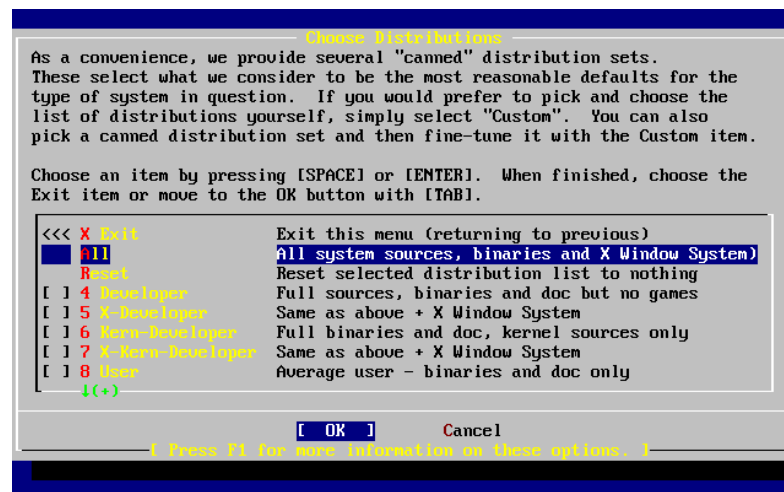 Choose Distributions
As a convenience, we provide several "canned" distribution sets.
These select what we consider to be the most reasonable defaults for the
type of system in question.  If you would prefer to pick and choose the
list of distributions yourself, simply select "Custom".  You can also
pick a canned distribution set and then fine-tune it with the Custom item.
Choose an item by pressing [SPACE] or [ENTER].  When finished, choose the
Exit item or move to the OK button with [TAB].
<<< X Exit Exit this menu (returning to previous)
All All system sources, binaries and X Window System)
Reset Reset selected distribution list to nothing
[ ] 4 Developer Full sources, binaries and doc but no games
[ ] 5 X-Developer Same as above + X Window System
[ ] 6 Kern-Developer Full binaries and doc, kernel sources only
[ ] 7 X-Kern-Developer Same as above + X Window System
[ ] 8 User Average user - binaries and doc only
↓(+)
[ OK ] Cancel
[ Press F1 for more information on these options. ]